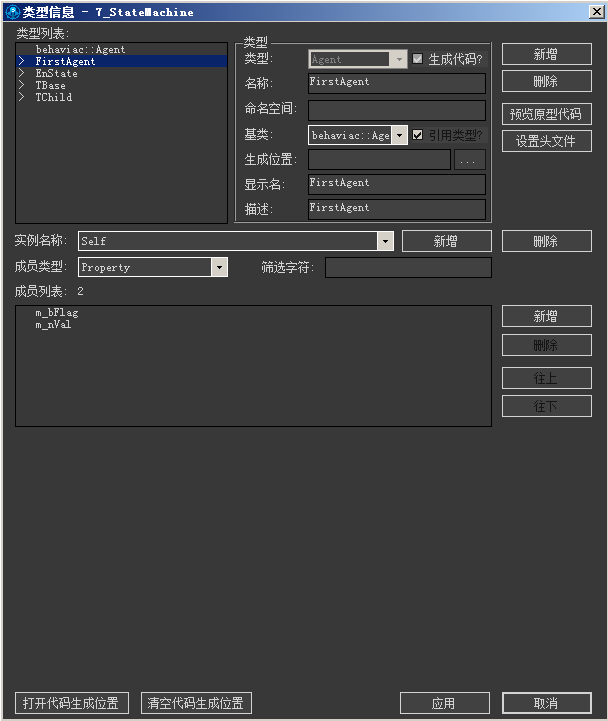 类型信息 - 7_StateMachine
类型列表:
behaviac::Agent
FirstAgent
EnState
TBase
TChild
类型
类型: Agent 生成代码?
名称: FirstAgent
命名空间:
基类: behaviac::Age 引用类型?
生成位置: ...
显示名: FirstAgent
描述: FirstAgent
新增
删除
预览原型代码
设置头文件
实例名称: Self 新增 删除
成员类型: Property 筛选字符:
成员列表: 2
m_bFlag
m_nVal
新增
删除
往上
往下
打开代码生成位置 清空代码生成位置 应用 取消